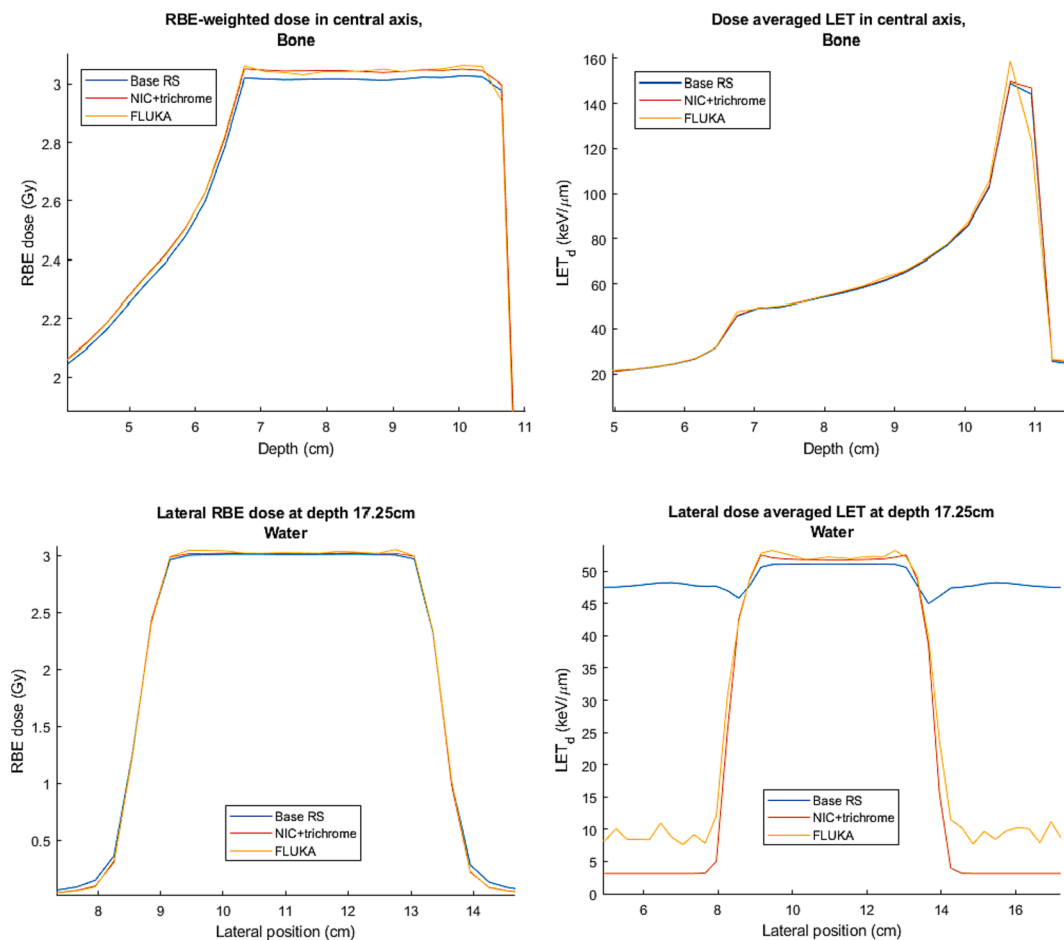 RBE-weighted dose in central axis,
Bone
3
2.8
2.6
2.4
2.2
2
RBE dose (Gy)
Base RS
NIC+trichrome
FLUKA
5 6 7 8 9 10 11
Depth (cm)
Dose averaged LET in central axis,
Bone
160
140
120
100
80
60
40
20
LETd (keV/μm)
Base RS
NIC+trichrome
FLUKA
5 6 7 8 9 10 11
Depth (cm)
Lateral RBE dose at depth 17.25cm
Water
3
2.5
2
1.5
1
0.5
RBE dose (Gy)
Base RS
NIC+trichrome
FLUKA
8 9 10 11 12 13 14
Lateral position (cm)
Lateral dose averaged LET at depth 17.25cm
Water
50
45
40
35
30
25
20
15
10
5
0
LETd (keV/μm)
Base RS
NIC+trichrome
FLUKA
6 8 10 12 14 16
Lateral position (cm)